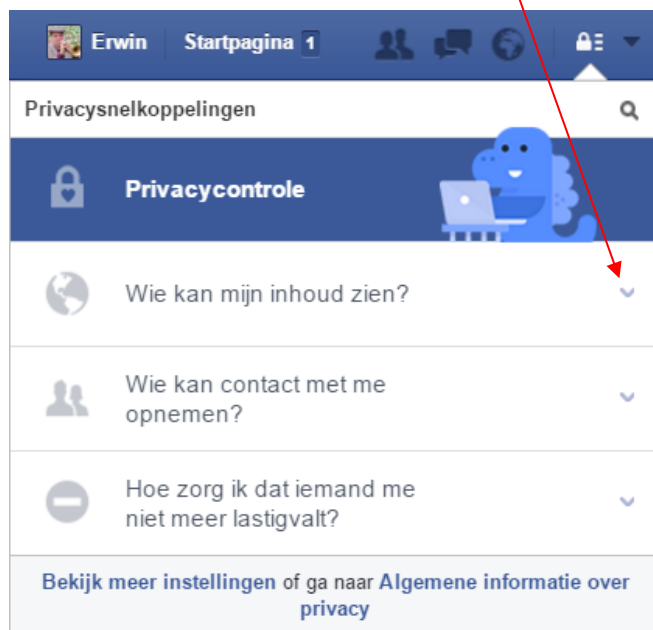 Erwin Startpagina 1
Privacysnelkoppelingen
Privacycontrole
Wie kan mijn inhoud zien?
Wie kan contact met me
opnemen?
Hoe zorg ik dat iemand me
niet meer lastigvalt?
Bekijk meer instellingen of ga naar Algemene informatie over
privacy